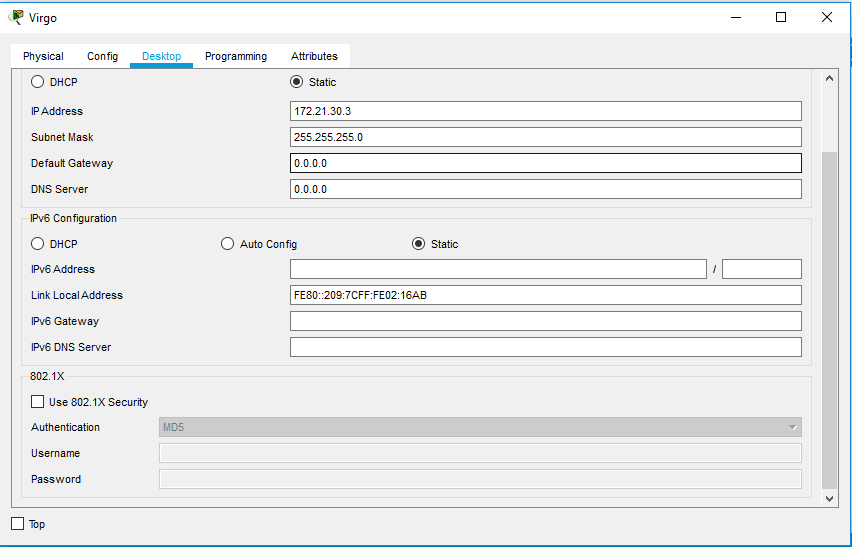 Virgo
Physical Config Desktop Programming Attributes
DHCP Static
IP Address 172.21.30.3
Subnet Mask 255.255.255.0
Default Gateway 0.0.0.0
DNS Server 0.0.0.0
IPv6 Configuration
DHCP Auto Config Static
IPv6 Address /
Link Local Address FE80::209:7CFF:FE02:16AB
IPv6 Gateway
IPv6 DNS Server
802.1X
Use 802.1X Security
Authentication MD5
Username
Password
Top